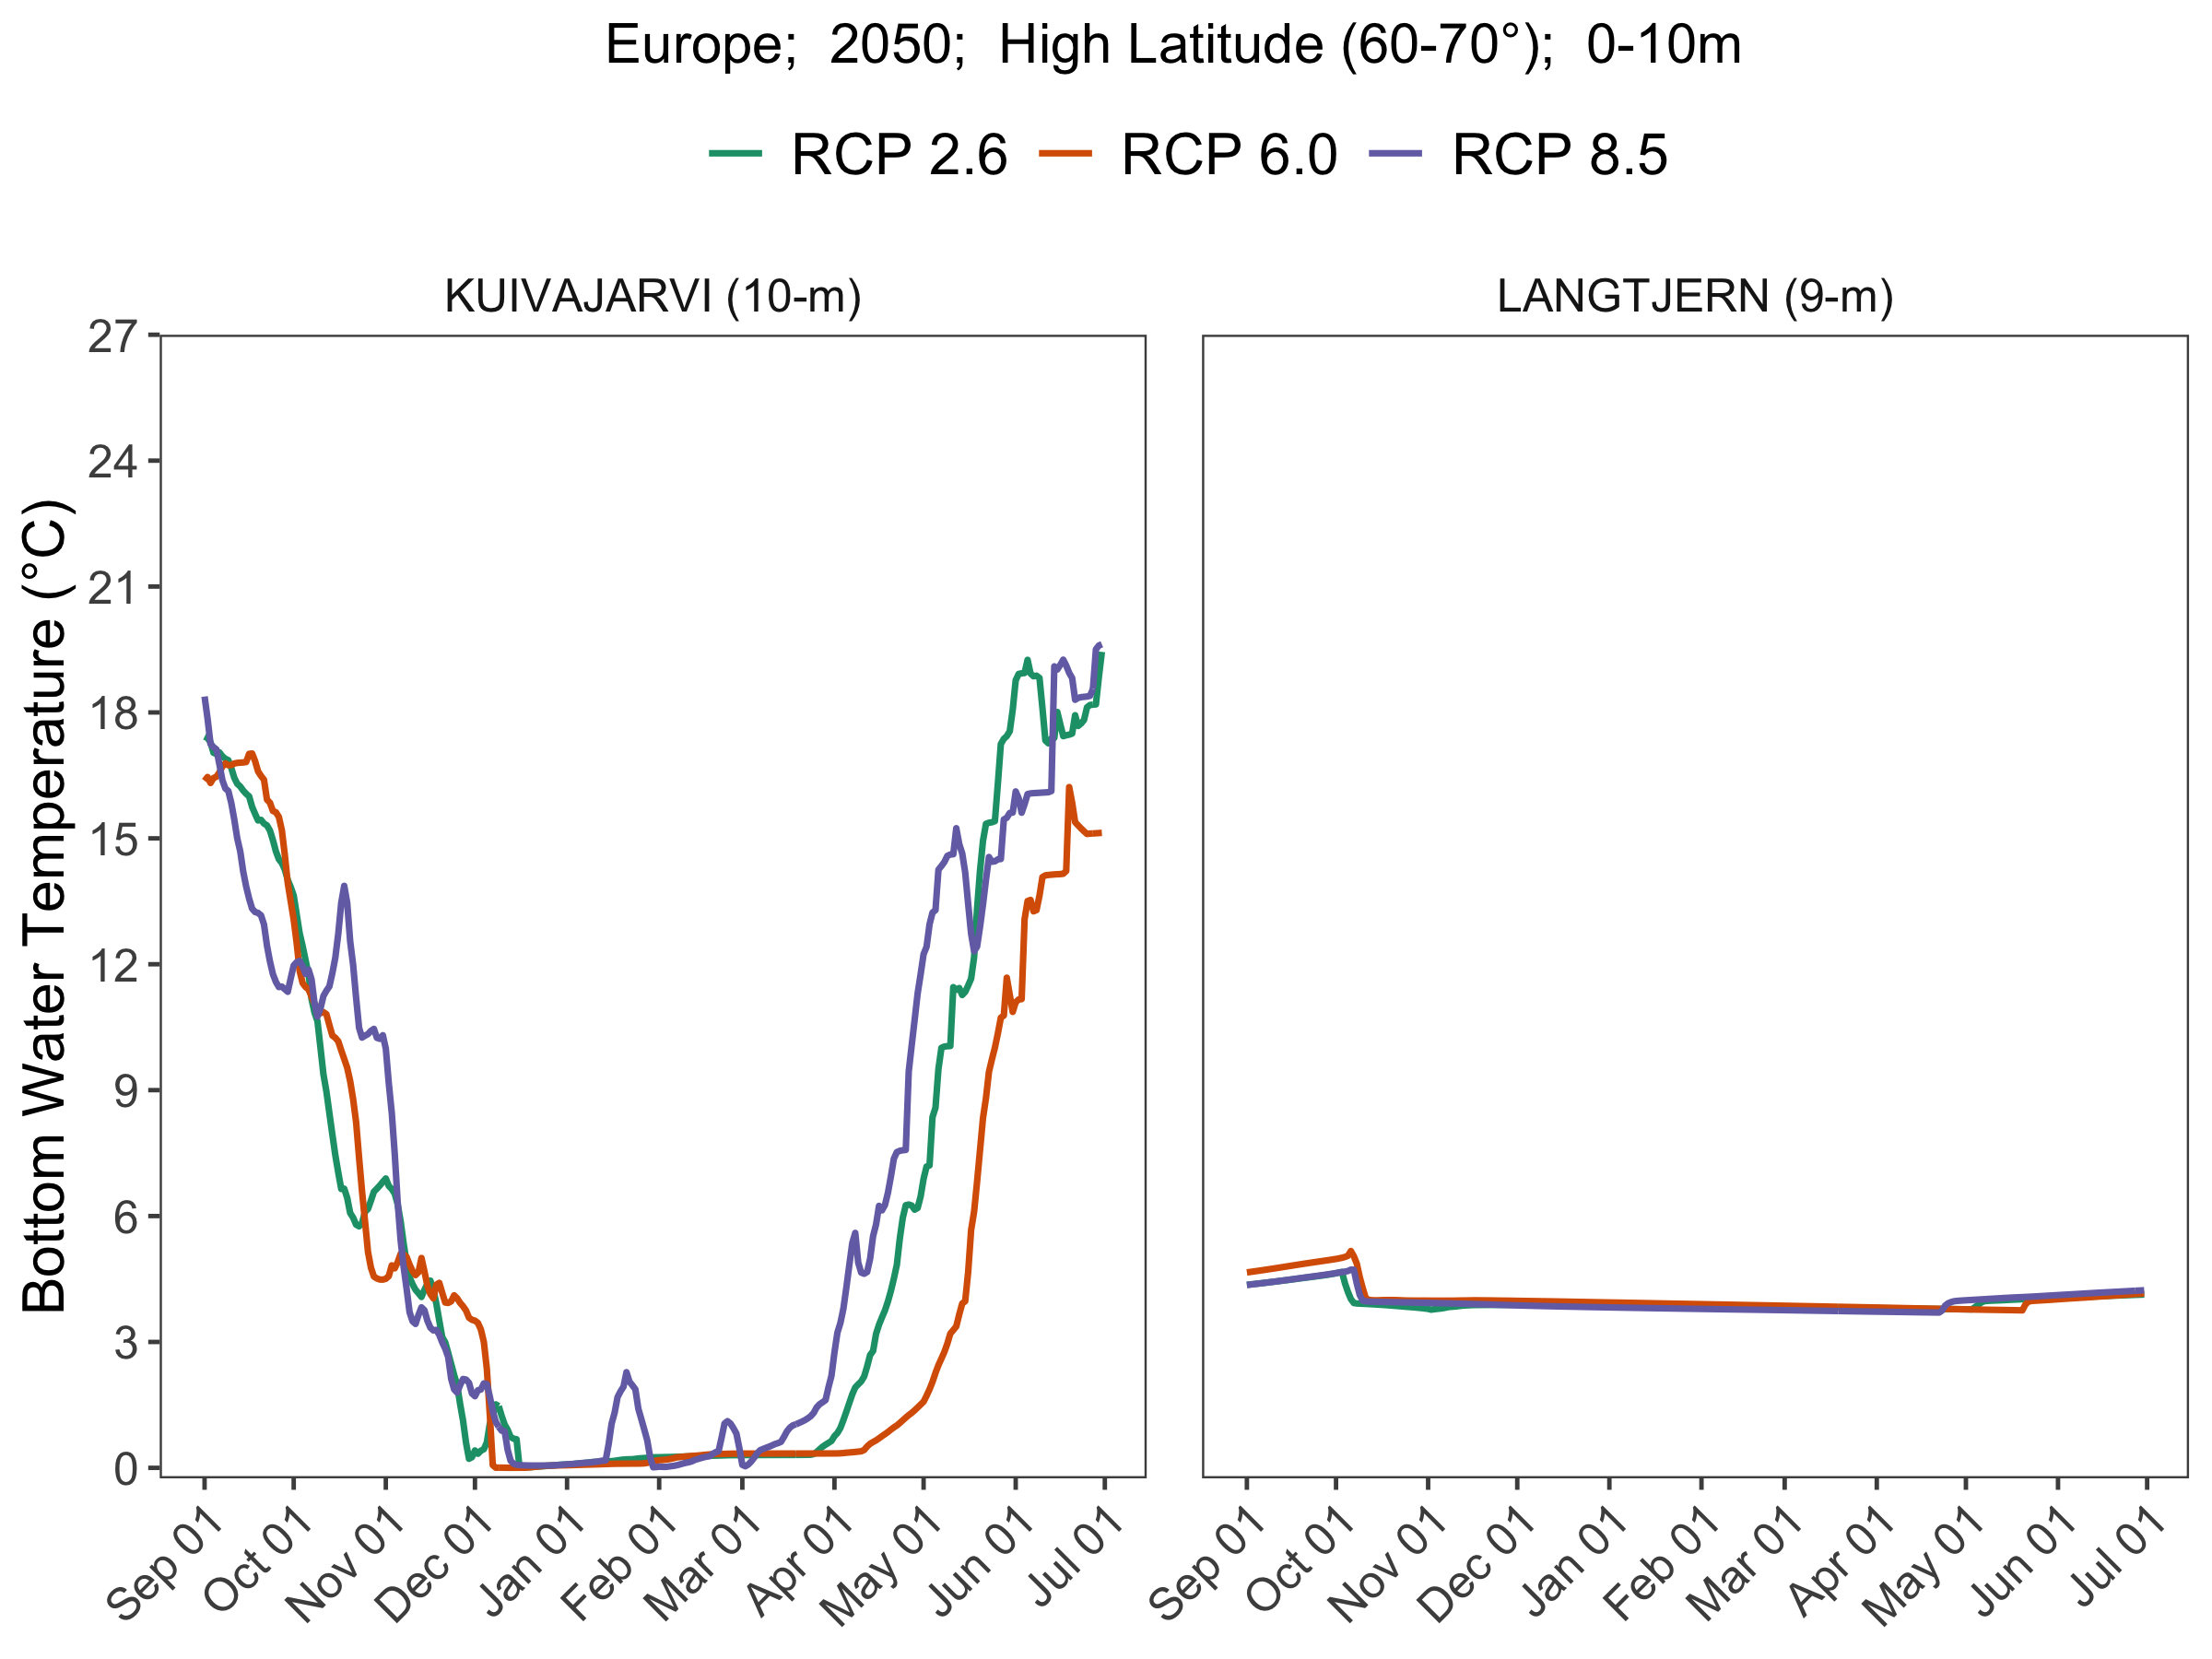 Europe;  2050;  High Latitude (60-70°);  0-10m
RCP 2.6 RCP 6.0 RCP 8.5
KUIVAJARVI (10-m)
LANGTJERN (9-m)
Bottom Water Temperature (°C)
27
24
21
18
15
12
9
6
3
0
Sep 01 Oct 01 Nov 01 Dec 01 Jan 01 Feb 01 Mar 01 Apr 01 May 01 Jun 01 Jul 01
Sep 01 Oct 01 Nov 01 Dec 01 Jan 01 Feb 01 Mar 01 Apr 01 May 01 Jun 01 Jul 01